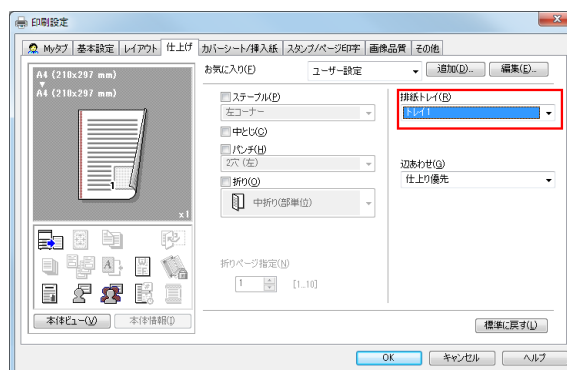 印刷設定
Myタブ 基本設定 レイアウト 仕上げ カバーシート/挿入紙 スタンプ/ページ印字 画像品質 その他
A4 (210x297 mm)
A4 (210x297 mm)
1
x1
本体ビュー(V) 本体情報(I)
お気に入り(F) ユーザー設定 追加(D)... 編集(E)...
ステープル(P)
左コーナー
中とじ(C)
パンチ(H)
2穴 (左)
折り(O)
中折り(部単位)
折りページ指定(N)
1 [1..10]
排紙トレイ(R)
トレイ1
辺あわせ(G)
仕上り優先
標準に戻す(L)
OK キャンセル ヘルプ